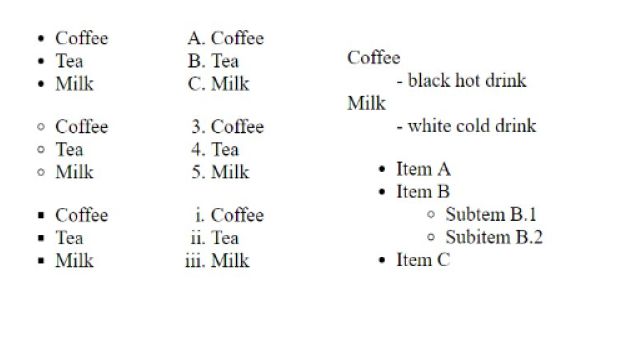 • Coffee
• Tea
• Milk
○ Coffee
○ Tea
○ Milk
▪ Coffee
▪ Tea
▪ Milk
A. Coffee
B. Tea
C. Milk
3. Coffee
4. Tea
5. Milk
i. Coffee
ii. Tea
iii. Milk
Coffee
- black hot drink
Milk
- white cold drink
• Item A
• Item B
○ Subtem B.1
○ Subitem B.2
• Item C